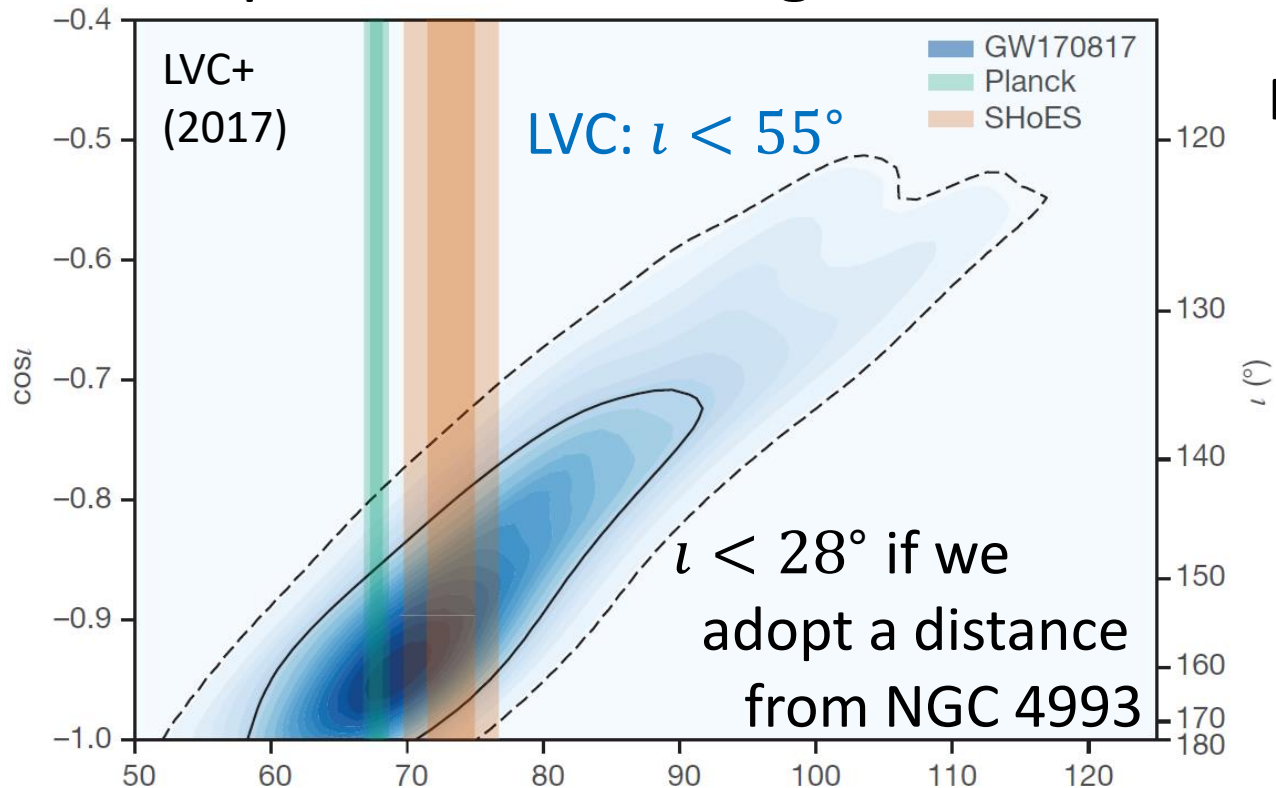 −0.4
LVC+
(2017)
GW170817
Planck
SHoES
LVC: ι < 55°
−0.5
120
−0.6
130
−0.7
cosι
ι (°)
140
−0.8
ι < 28° if we
150
−0.9
adopt a distance
160
from NGC 4993
170
−1.0
180
50 60 70 80 90 100 110 120